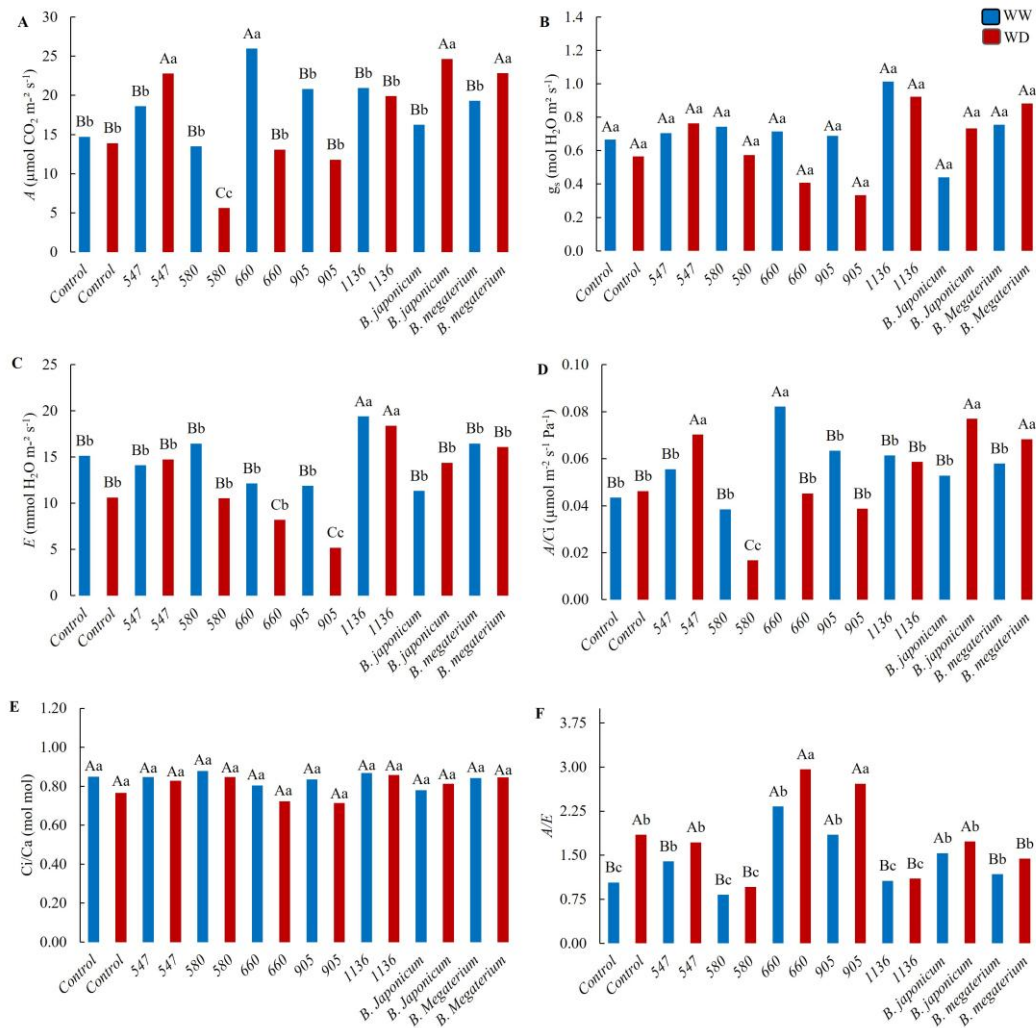 A
A (µmol CO₂ m⁻² s⁻¹)
30
25
20
15
10
5
0
Bb Bb Bb Aa Bb Cc Aa Bb Bb Bb Bb Bb Bb Aa Bb Aa
Control Control 547 547 580 580 660 660 905 905 1136 1136 B. japonicum B. japonicum B. megaterium B. megaterium
B
WW
WD
gs (mol H₂O m² s⁻¹)
1.4
1.2
1.0
0.8
0.6
0.4
0.2
0.0
Aa Aa Aa Aa Aa Aa Aa Aa Aa Aa Aa Aa Aa Aa Aa Aa
Control Control 547 547 580 580 660 660 905 905 1136 1136 B. Japonicum B. Japonicum B. Megaterium B. Megaterium
C
E (mmol H₂O m⁻² s⁻¹)
25
20
15
10
5
0
Bb Bb Bb Bb Bb Bb Bb Cb Bb Cc Aa Aa Bb Bb Bb Bb
Control Control 547 547 580 580 660 660 905 905 1136 1136 B. japonicum B. japonicum B. megaterium B. megaterium
D
A/Ci (µmol m⁻² s⁻¹ Pa⁻¹)
0.10
0.08
0.06
0.04
0.02
0.00
Bb Bb Bb Aa Bb Cc Aa Bb Bb Bb Bb Bb Bb Aa Bb Aa
Control Control 547 547 580 580 660 660 905 905 1136 1136 B. japonicum B. japonicum B. megaterium B. megaterium
E
Ci/Ca (mol mol)
1.20
1.00
0.80
0.60
0.40
0.20
0.00
Aa Aa Aa Aa Aa Aa Aa Aa Aa Aa Aa Aa Aa Aa Aa Aa
Control Control 547 547 580 580 660 660 905 905 1136 1136 B. Japonicum B. Japonicum B. Megaterium B. Megaterium
F
A/E
3.75
3.00
2.25
1.50
0.75
0.00
Bc Ab Bb Ab Bc Bc Ab Aa Ab Aa Bc Bc Ab Ab Bb Ab
Control Control 547 547 580 580 660 660 905 905 1136 1136 B. japonicum B. japonicum B. megaterium B. megaterium